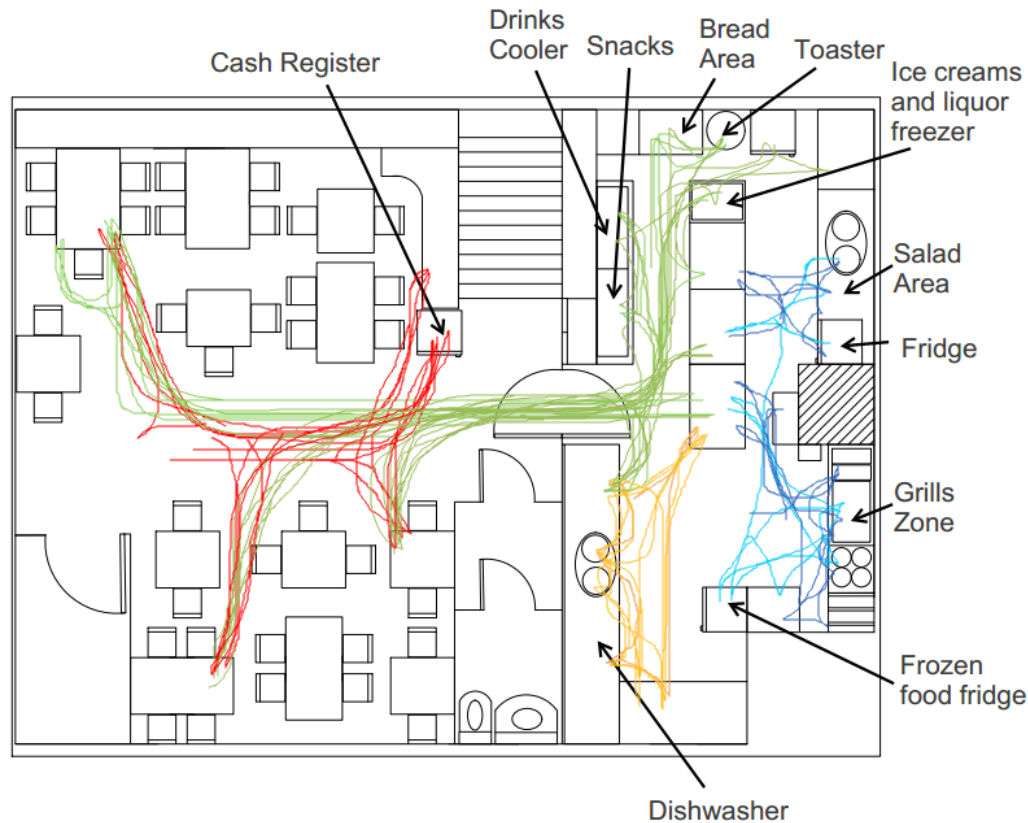 Drinks
Cooler
Snacks
Bread
Area
Toaster
Cash Register
Ice creams
and liquor
freezer
Salad
Area
Fridge
Grills
Zone
Frozen
food fridge
Dishwasher